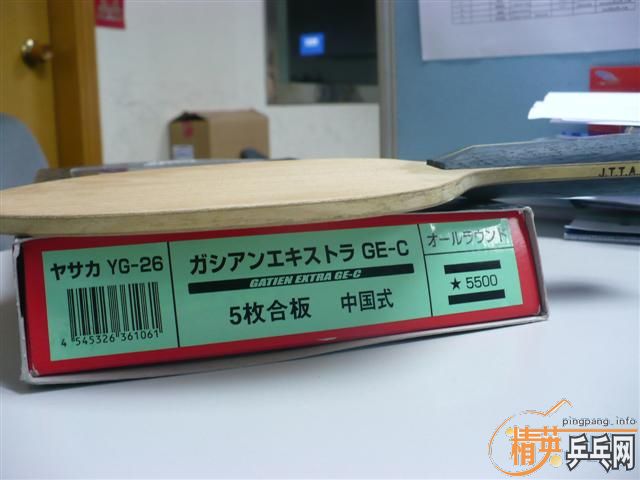 J.T.T.A.
ヤサカ YG-26
4 545326 361061
ガシアンエキストラ GE-C
GATIEN EXTRA GE-C
5枚合板 中国式
オールラウンド
★ 5500
pingpang.info
精英乒乓网